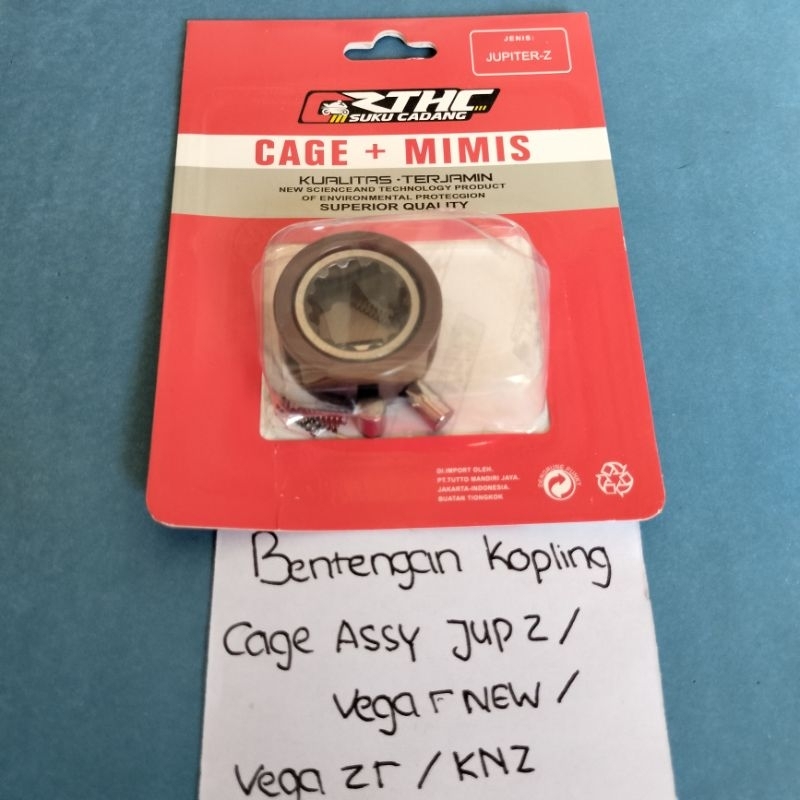 JENIS:
JUPITER-Z
RTHC
SUKU CADANG
CAGE + MIMIS
KUALITAS - TERJAMIN
NEW SCIENCEAND TECHNOLOGY PRODUCT
OF ENVIRONMENTAL PROTECGION
SUPERIOR QUALITY
DI.IMPORT OLEH.
PT.TUTTO MANDIRI JAYA.
JAKARTA-INDONESIA.
BUATAN TIONGKOK
Bentengan Kopling
Cage ASSY JUP Z /
Vega r NEW /
Vega ZR / KNZ